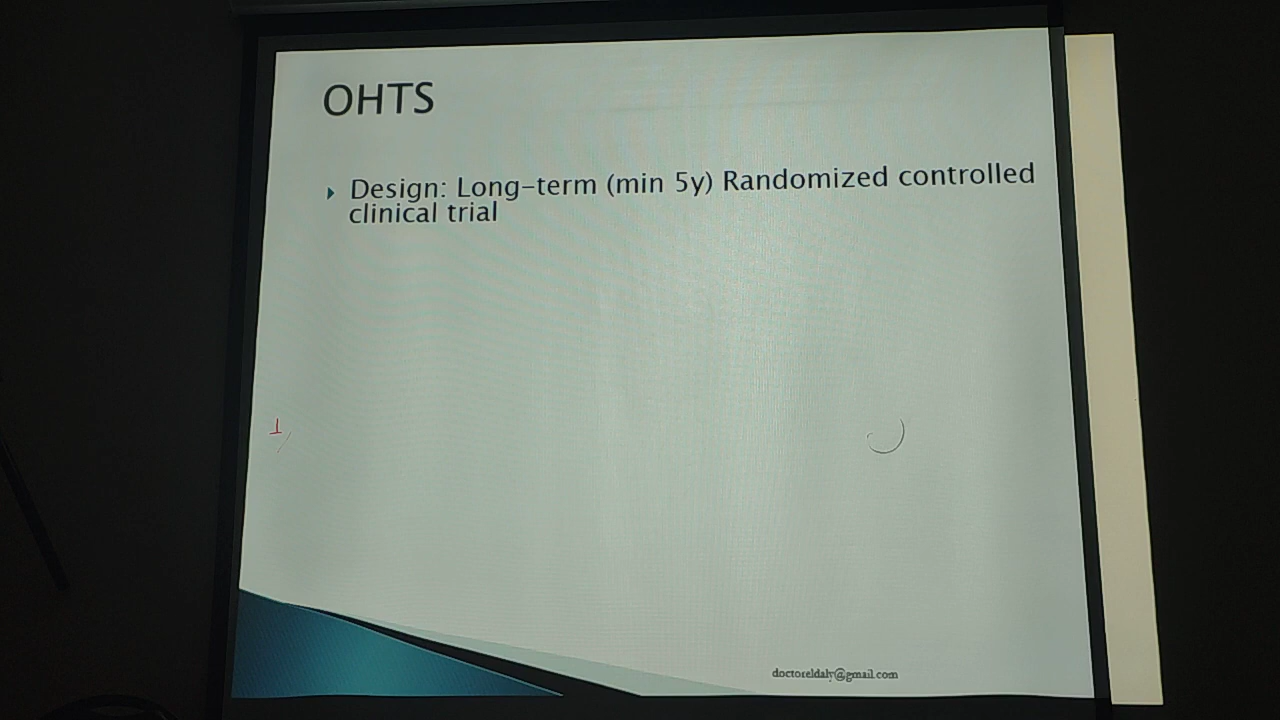 OHTS
Design: Long-term (min 5y) Randomized controlled
clinical trial
doctoreldaly@gmail.com